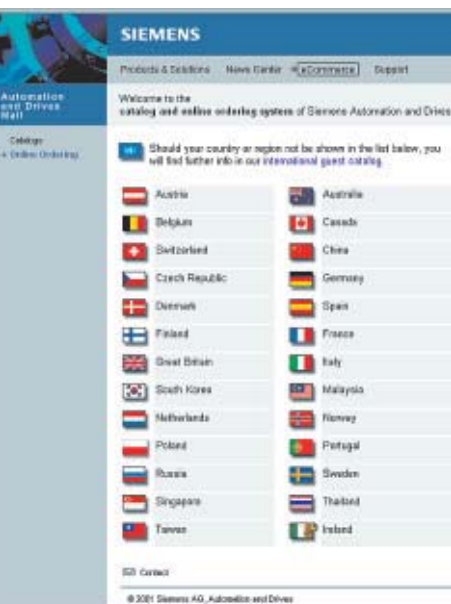 SIEMENS
Products & Solutions News Center eCommerce Support
Automation
and Drives
Mall
Catalogs
Online Ordering
Welcome to the
catalog and online ordering system of Siemens Automation and Drives
Should your country or region not be shown in the list below, you
will find further info in our international guest catalog.
Austria Australia
Belgium Canada
Switzerland China
Czech Republic Germany
Denmark Spain
Finland France
Great Britain Italy
South Korea Malaysia
Netherlands Norway
Poland Portugal
Russia Sweden
Singapore Thailand
Taiwan Ireland
Contact
© 2001 Siemens AG, Automation and Drives